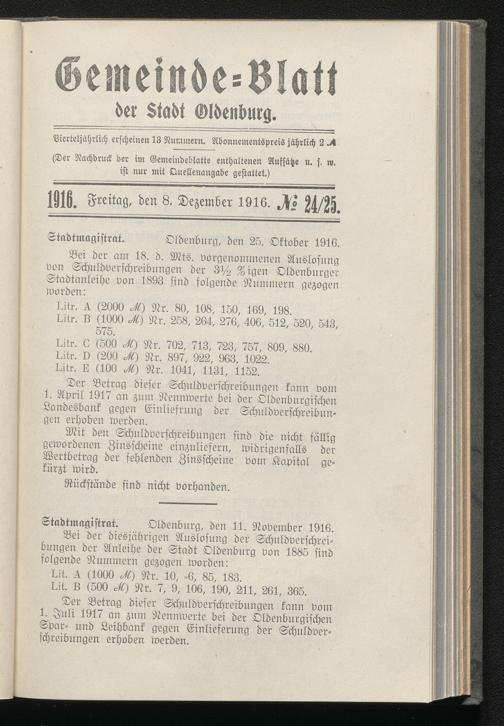 Gemeinde=Blatt
der Stadt Oldenburg.
Vierteljährlich erscheinen 13 Nummern. Abonnementspreis jährlich 2 ℳ
(Der Nachdruck der im Gemeindeblatte enthaltenen Aufsätze u. s. w.
ist nur mit Quellenangabe gestattet.)
1916. Freitag, den 8. Dezember 1916. № 24/25.
Stadtmagistrat. Oldenburg, den 25. Oktober 1916.
Bei der am 18. d. Mts. vorgenommenen Auslosung
von Schuldverschreibungen der 3½ %igen Oldenburger
Stadtanleihe von 1893 sind folgende Nummern gezogen
worden:
Litr. A (2000 ℳ) Nr. 80, 108, 150, 169, 198.
Litr. B (1000 ℳ) Nr. 258, 264, 276, 406, 512, 520, 543,
575.
Litr. C (500 ℳ) Nr. 702, 713, 723, 757, 809, 880.
Litr. D (200 ℳ) Nr. 897, 922, 963, 1022.
Litr. E (100 ℳ) Nr. 1041, 1131, 1152.
Der Betrag dieser Schuldverschreibungen kann vom
1. April 1917 an zum Nennwerte bei der Oldenburgischen
Landesbank gegen Einliefrung der Schuldverschreibun-
gen erhoben werden.
Mit den Schuldverschreibungen sind die nicht fällig
gewordenen Zinsscheine einzuliefern, widrigenfalls der
Wertbetrag der fehlenden Zinsscheine vom Kapital ge-
kürzt wird.
Rückstände sind nicht vorhanden.
Stadtmagistrat. Oldenburg, den 11. November 1916.
Bei der diesjährigen Auslosung der Schuldverschrei-
bungen der Anleihe der Stadt Oldenburg von 1885 sind
folgende Nummern gezogen worden:
Lit. A (1000 ℳ) Nr. 10, -6, 85, 183.
Lit. B (500 ℳ) Nr. 7, 9, 106, 190, 211, 261, 365.
Der Betrag dieser Schuldverschreibungen kann vom
1. Juli 1917 an zum Nennwerte bei der Oldenburgischen
Spar- und Leihbank gegen Einlieferung der Schuldver-
schreibungen erhoben werden.